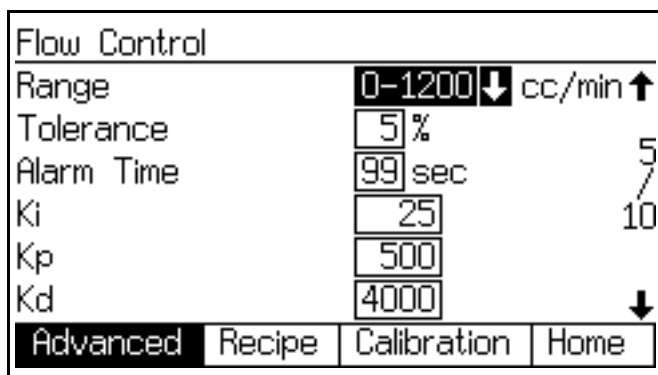 Flow Control
Range 0-1200 cc/min
Tolerance 5 %
Alarm Time 99 sec
Ki 25
Kp 500
Kd 4000
5/10
Advanced Recipe Calibration Home